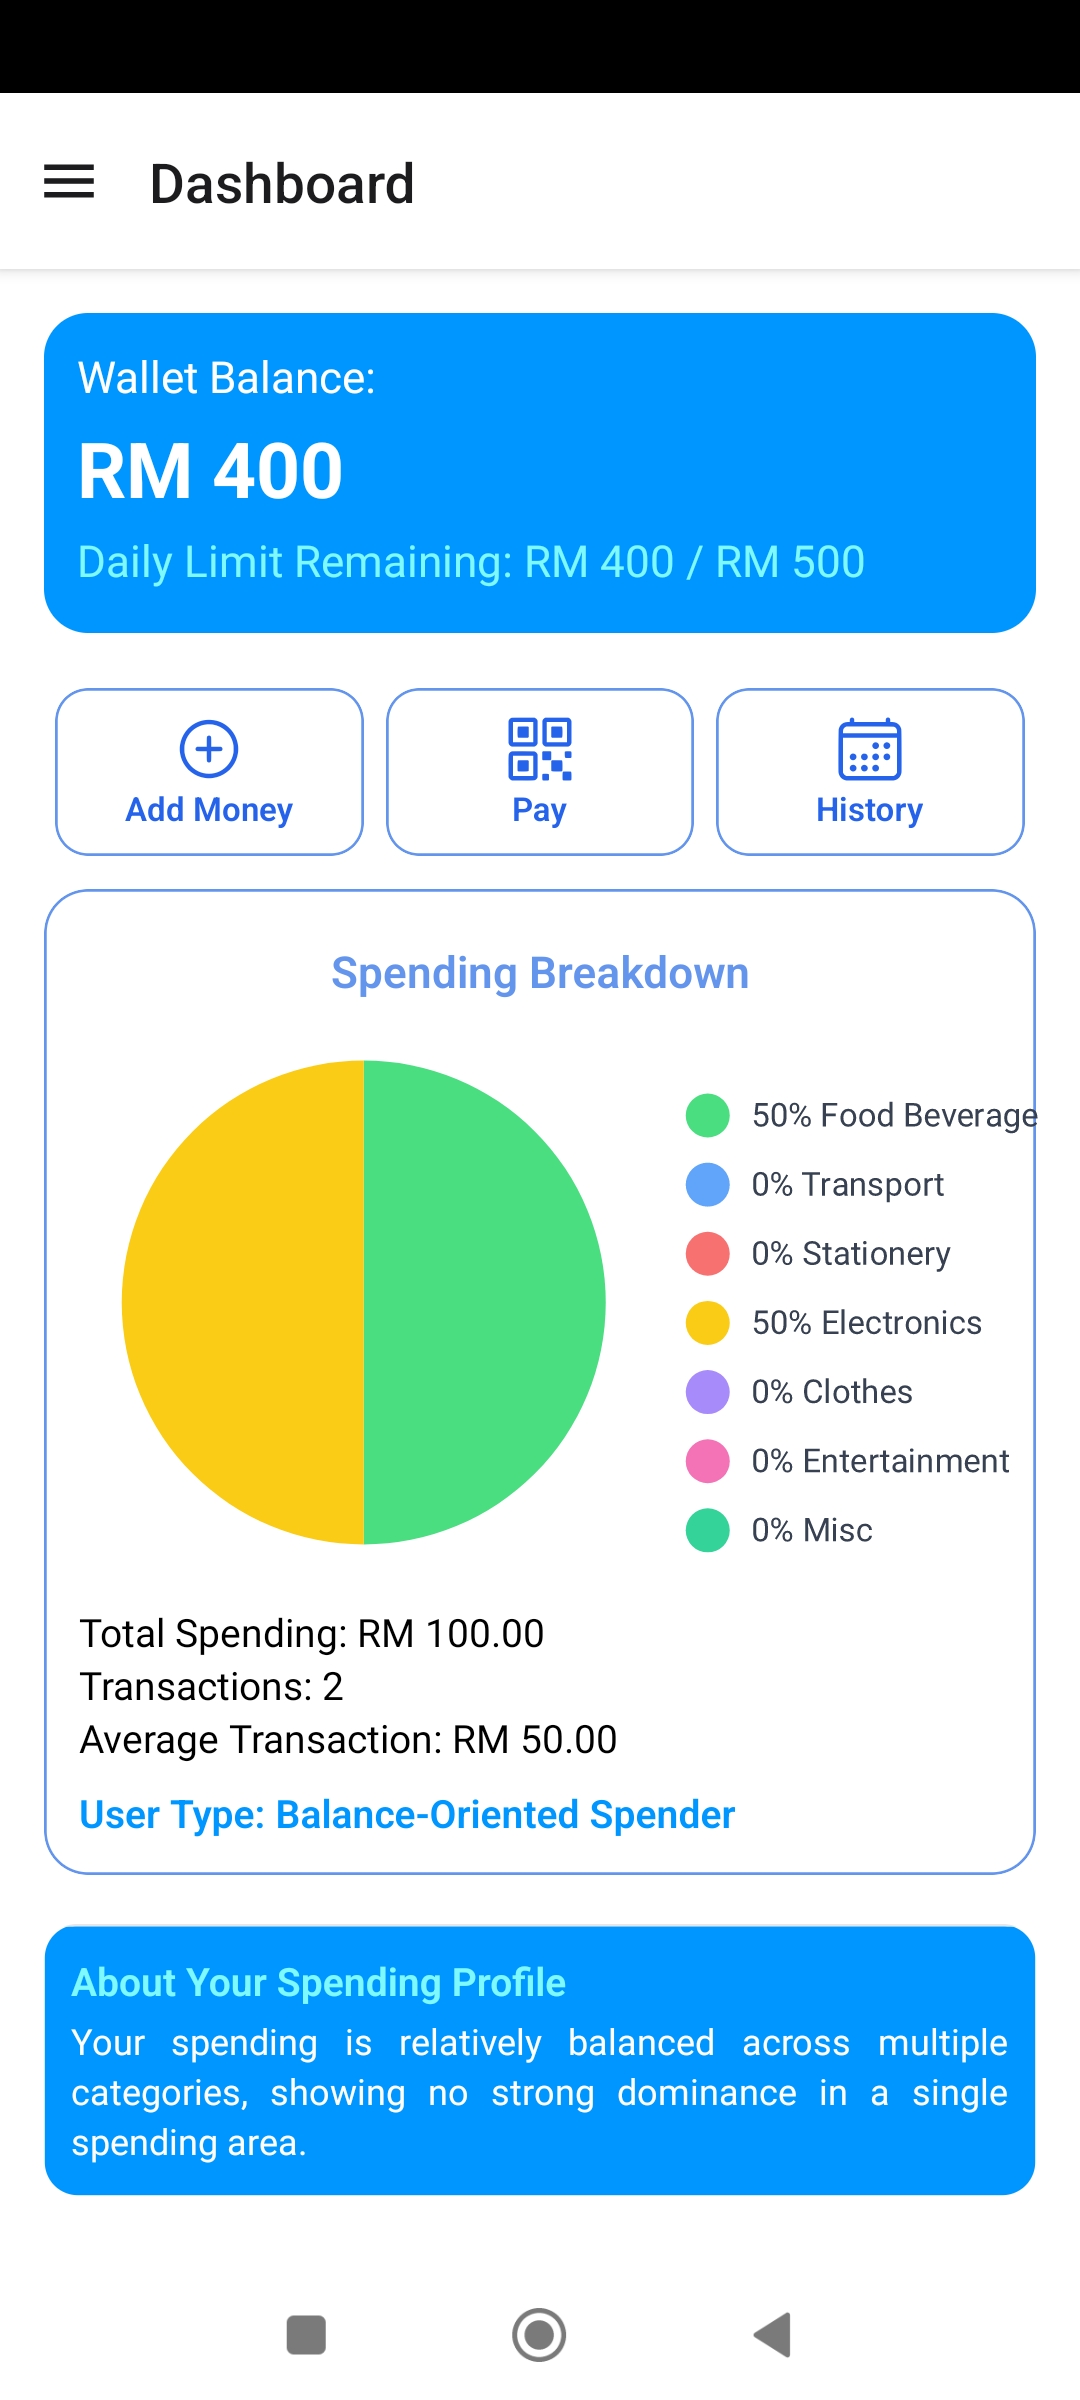 Dashboard
Wallet Balance:
RM 400
Daily Limit Remaining: RM 400 / RM 500
Add Money
Pay
History
Spending Breakdown
50% Food Beverage
0% Transport
0% Stationery
50% Electronics
0% Clothes
0% Entertainment
0% Misc
Total Spending: RM 100.00
Transactions: 2
Average Transaction: RM 50.00
User Type: Balance-Oriented Spender
About Your Spending Profile
Your spending is relatively balanced across multiple
categories, showing no strong dominance in a single
spending area.